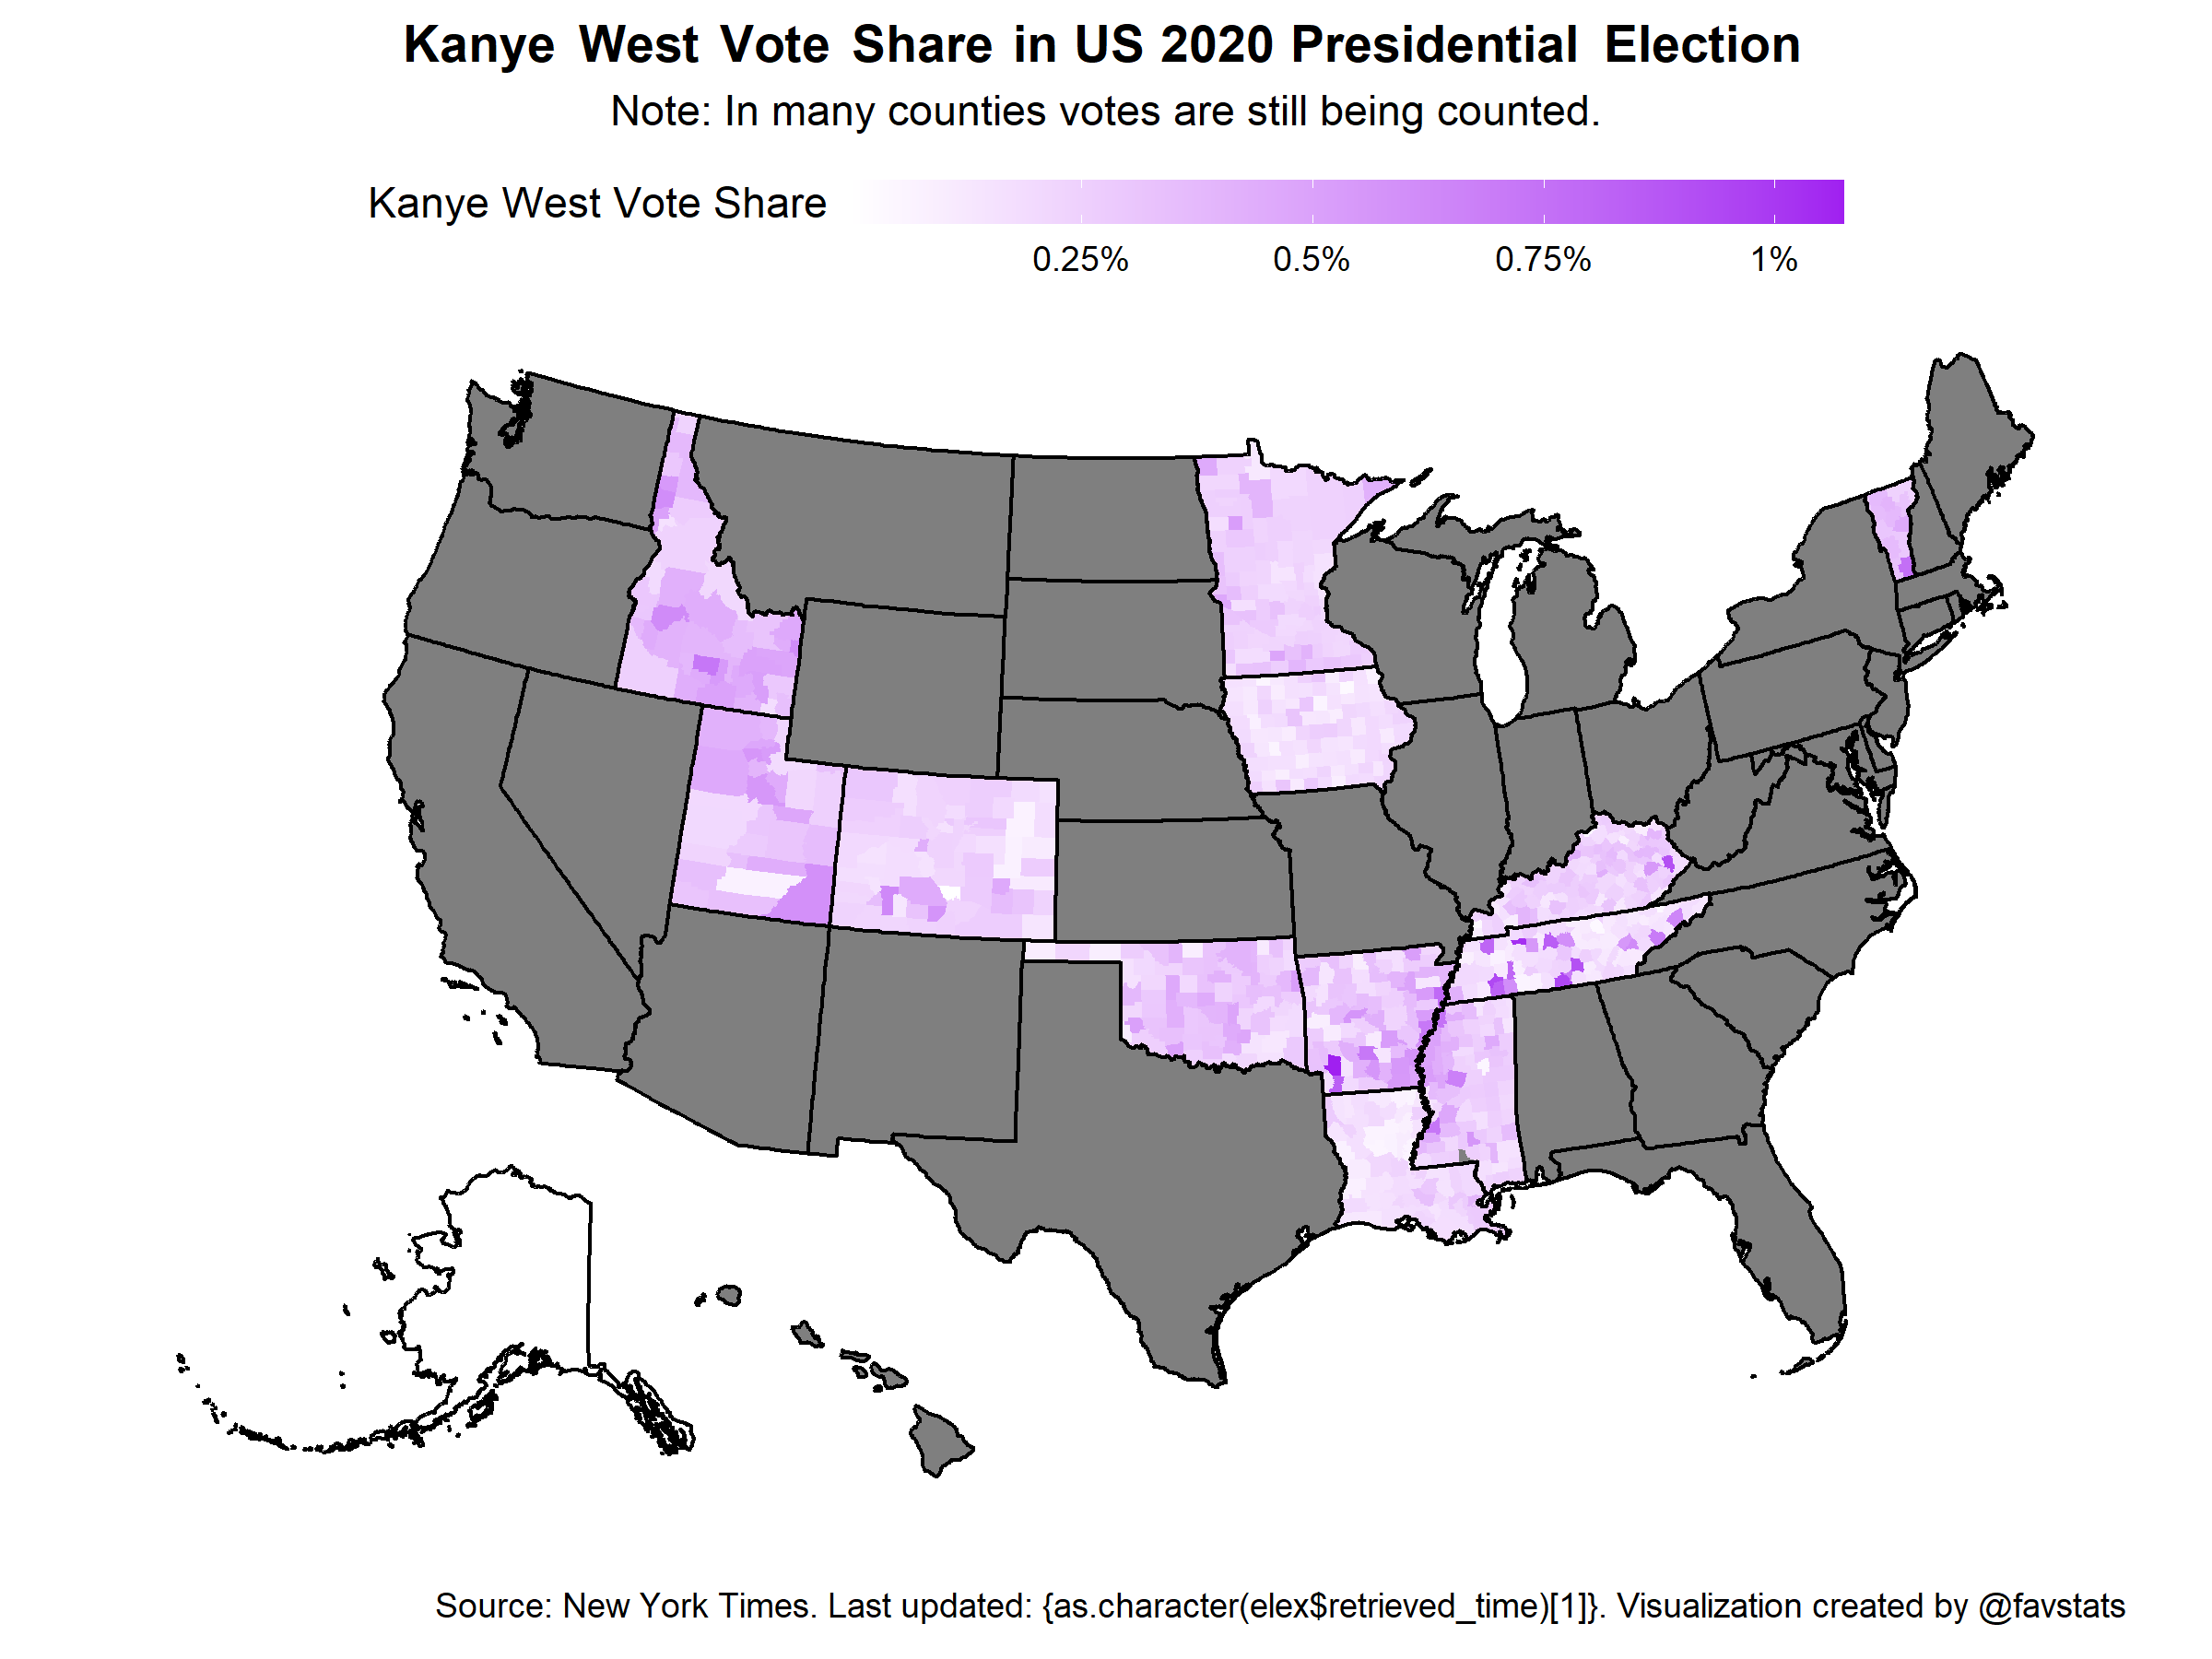 Kanye West Vote Share in US 2020 Presidential Election
Note: In many counties votes are still being counted.
Kanye West Vote Share
0.25% 0.5% 0.75% 1%
Source: New York Times. Last updated: {as.character(elex$retrieved_time)[1]}. Visualization created by @favstats